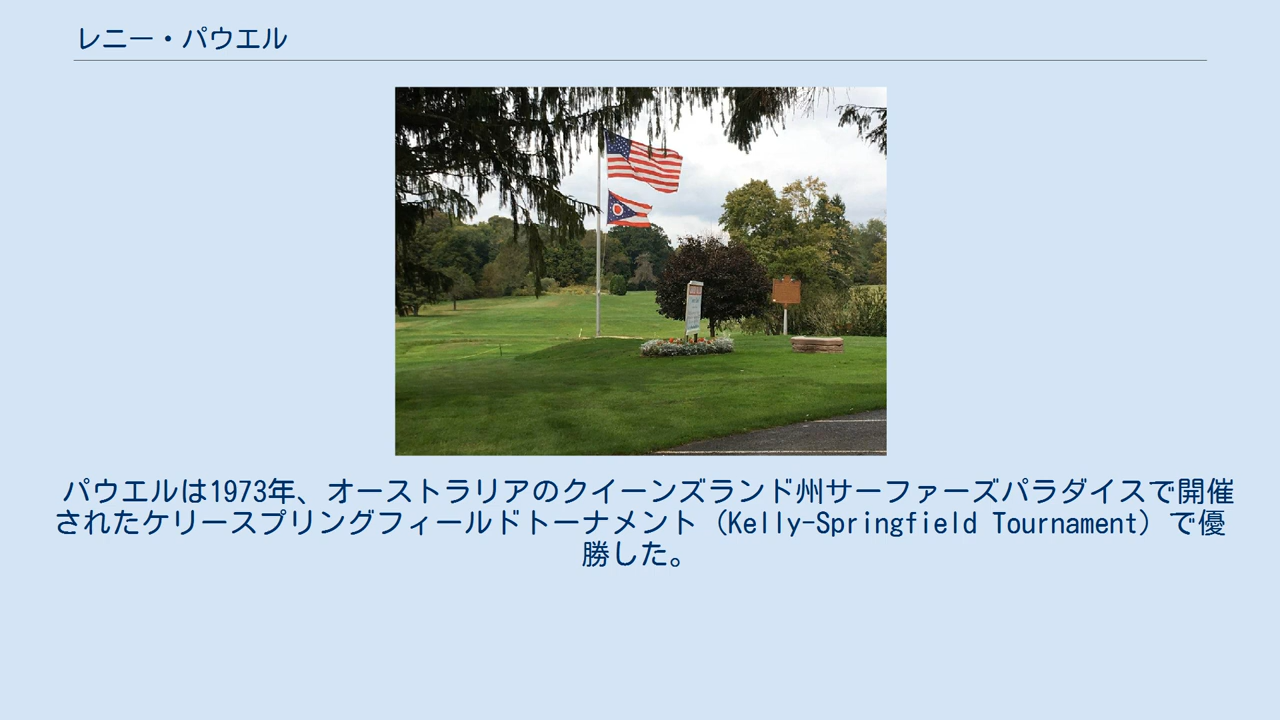 レニー・パウエル
パウエルは1973年、オーストラリアのクイーンズランド州サーファーズパラダイスで開催
されたケリースプリングフィールドトーナメント（Kelly-Springfield Tournament）で優
勝した。